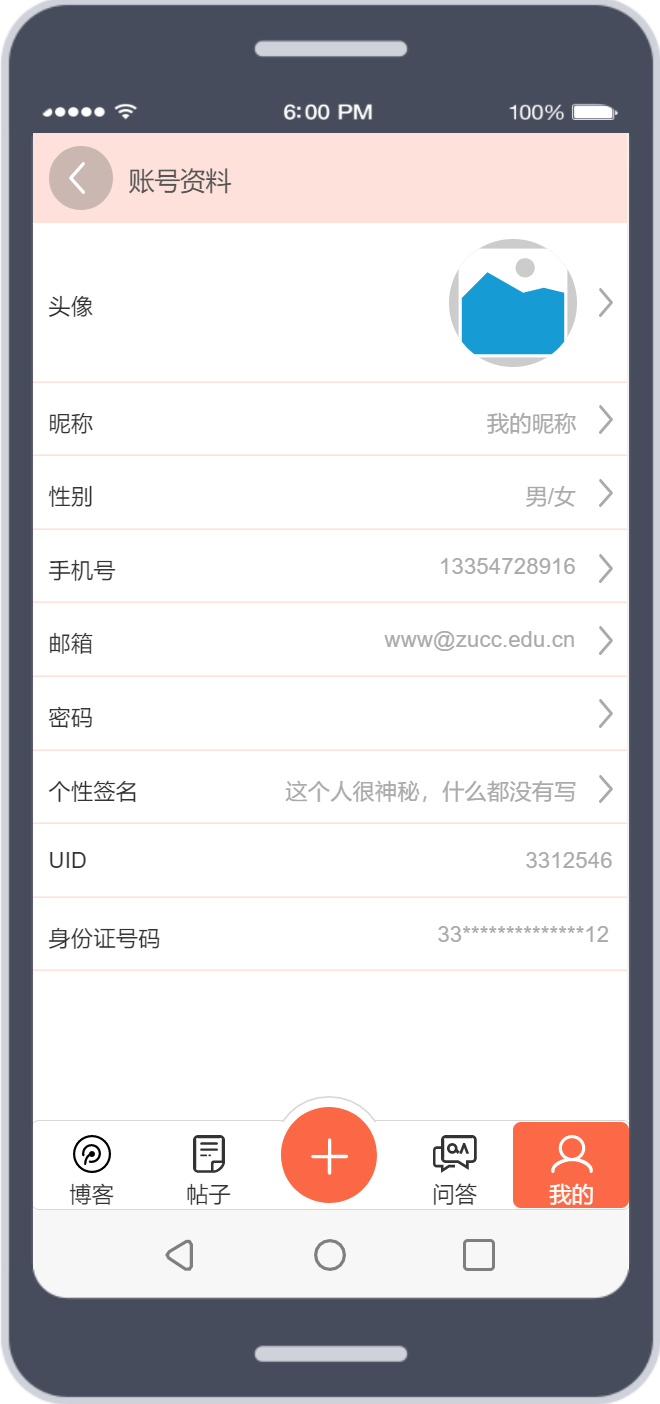 6:00 PM 100%
账号资料
头像
昵称 我的昵称
性别 男/女
手机号 13354728916
邮箱 www@zucc.edu.cn
密码
个性签名 这个人很神秘，什么都没有写
UID 3312546
身份证号码 33**************12
QA
博客 帖子 问答 我的